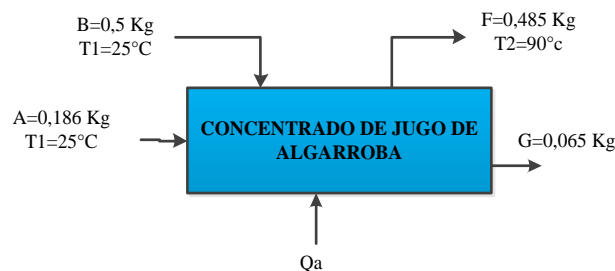 B=0,5 Kg
T1=25°C
F=0,485 Kg
T2=90°c
A=0,186 Kg
T1=25°C
CONCENTRADO DE JUGO DE
ALGARROBA
G=0,065 Kg
Qa